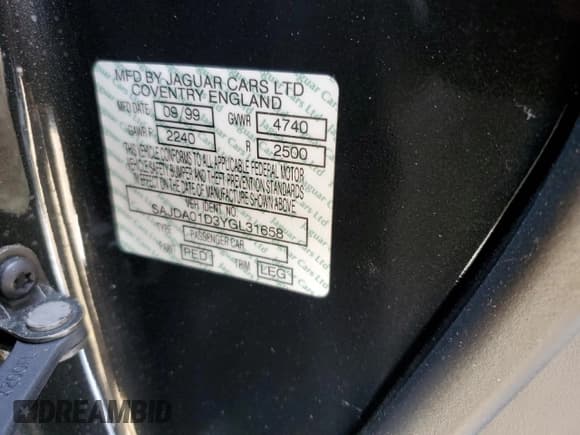 MFD BY JAGUAR CARS LTD
COVENTRY ENGLAND
MFD DATE 09/99 GVWR 4740
GAWR F 2240 R 2500
THIS VEHICLE CONFORMS TO ALL APPLICABLE FEDERAL MOTOR
VEHICLE SAFETY BUMPER AND THEFT PREVENTION STANDARDS
IN EFFECT ON THE DATE OF MANUFACTURE SHOWN ABOVE
VEH IDENT NO
SAJDA01D3YGL31658
TYPE PASSENGER CAR
PAINT PED TRIM LEG
DREAMBID